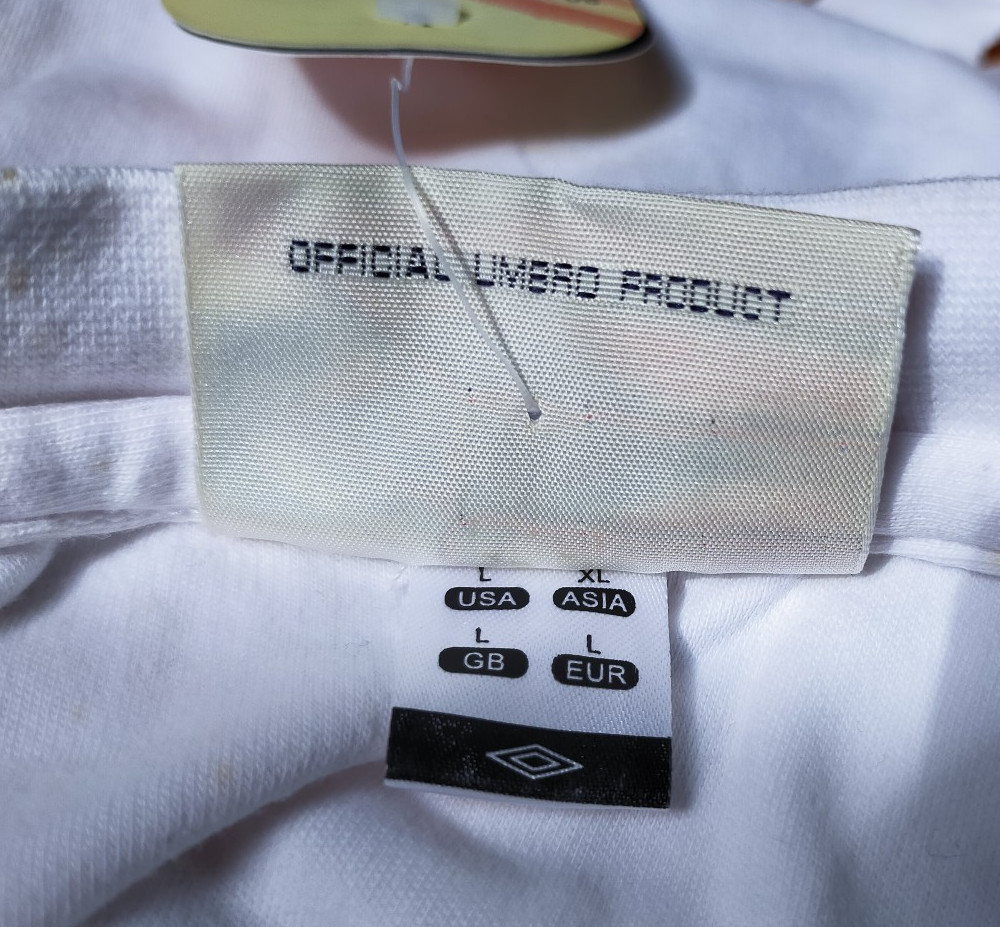 OFFICIAL UMBRO PRODUCT
L XL
USA ASIA
L L
GB EUR